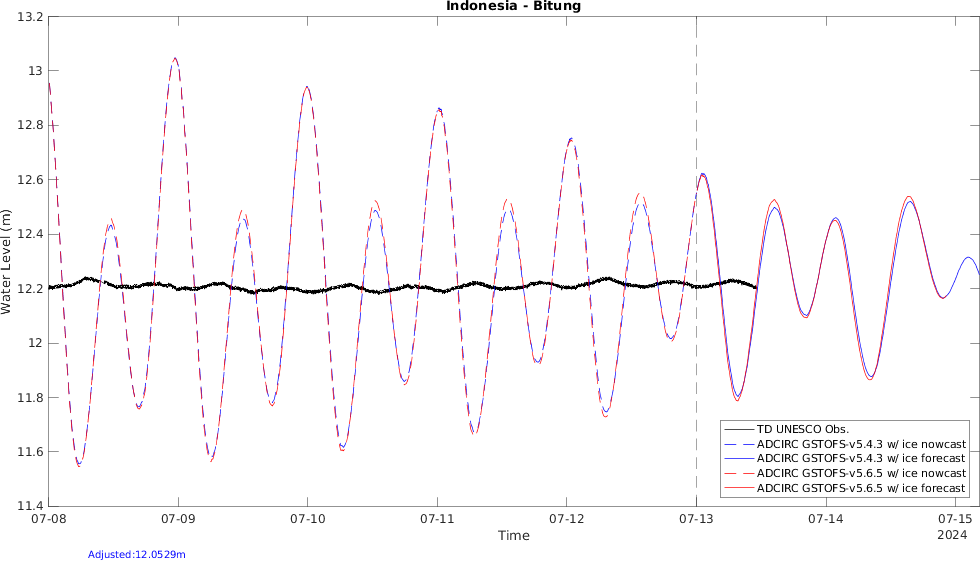 Indonesia - Bitung
13.2
13
12.8
12.6
12.4
12.2
12
11.8
11.6
11.4
Water Level (m)
07-08 07-09 07-10 07-11 07-12 07-13 07-14 07-15
2024
Time
TD UNESCO Obs.
ADCIRC GSTOFS-v5.4.3 w/ ice nowcast
ADCIRC GSTOFS-v5.4.3 w/ ice forecast
ADCIRC GSTOFS-v5.6.5 w/ ice nowcast
ADCIRC GSTOFS-v5.6.5 w/ ice forecast
Adjusted:12.0529m